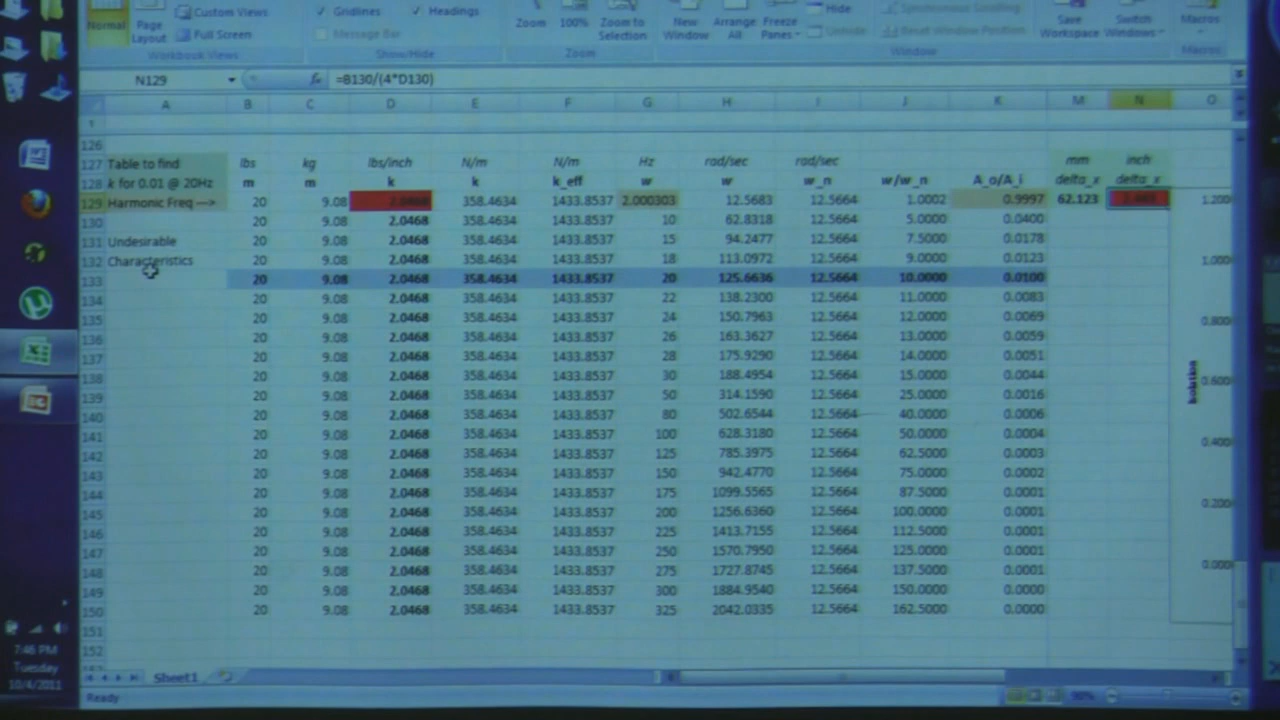 Custom Views
Gridlines Headings
Hide
Synchronous Scrolling
Normal Page Layout
Full Screen
Message Bar
Zoom 100% Zoom to Selection
New Window Arrange All Freeze Panes
Unhide
Reset Window Position
Save Workspace Switch Windows
Macros
Workbook Views Show/Hide Zoom Window Macros
N129 fx =B130/(4*D130)
A B C D E F G H I J K M N O
1
126
127 Table to find lbs kg lbs/inch N/m N/m Hz rad/sec rad/sec mm inch
128 k for 0.01 @ 20Hz m m k k k_eff w w w_n w/w_n A_o/A_i delta_x delta_x
129 Harmonic Freq ---> 20 9.08 2.0468 358.4634 1433.8537 2.000303 12.5683 12.5664 1.0002 0.9997 62.123 1.200
130 20 9.08 2.0468 358.4634 1433.8537 10 62.8318 12.5664 5.0000 0.0400
131 Undesirable 20 9.08 2.0468 358.4634 1433.8537 15 94.2477 12.5664 7.5000 0.0178
132 Characteristics 20 9.08 2.0468 358.4634 1433.8537 18 113.0972 12.5664 9.0000 0.0123 1.000
133 20 9.08 2.0468 358.4634 1433.8537 20 125.6636 12.5664 10.0000 0.0100
134 20 9.08 2.0468 358.4634 1433.8537 22 138.2300 12.5664 11.0000 0.0083
135 20 9.08 2.0468 358.4634 1433.8537 24 150.7963 12.5664 12.0000 0.0069 0.800
136 20 9.08 2.0468 358.4634 1433.8537 26 163.3627 12.5664 13.0000 0.0059
137 20 9.08 2.0468 358.4634 1433.8537 28 175.9290 12.5664 14.0000 0.0051
138 20 9.08 2.0468 358.4634 1433.8537 30 188.4954 12.5664 15.0000 0.0044 0.600
139 20 9.08 2.0468 358.4634 1433.8537 50 314.1590 12.5664 25.0000 0.0016
140 20 9.08 2.0468 358.4634 1433.8537 80 502.6544 12.5664 40.0000 0.0006
141 20 9.08 2.0468 358.4634 1433.8537 100 628.3180 12.5664 50.0000 0.0004 0.400
142 20 9.08 2.0468 358.4634 1433.8537 125 785.3975 12.5664 62.5000 0.0003
143 20 9.08 2.0468 358.4634 1433.8537 150 942.4770 12.5664 75.0000 0.0002
144 20 9.08 2.0468 358.4634 1433.8537 175 1099.5565 12.5664 87.5000 0.0001
145 20 9.08 2.0468 358.4634 1433.8537 200 1256.6360 12.5664 100.0000 0.0001 0.200
146 20 9.08 2.0468 358.4634 1433.8537 225 1413.7155 12.5664 112.5000 0.0001
147 20 9.08 2.0468 358.4634 1433.8537 250 1570.7950 12.5664 125.0000 0.0001
148 20 9.08 2.0468 358.4634 1433.8537 275 1727.8745 12.5664 137.5000 0.0001 0.000
149 20 9.08 2.0468 358.4634 1433.8537 300 1884.9540 12.5664 150.0000 0.0000
150 20 9.08 2.0468 358.4634 1433.8537 325 2042.0335 12.5664 162.5000 0.0000
151
152
7:46 PM
Tuesday
10/4/2011
Sheet1
Ready 90%